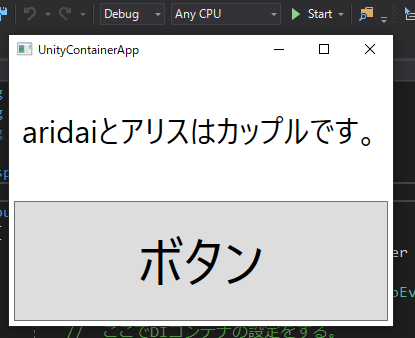 Debug Any CPU Start
UnityContainerApp
aridaiとアリスはカップルです。
ボタン
er
pEv
// ここでDIコンテナの設定をする。